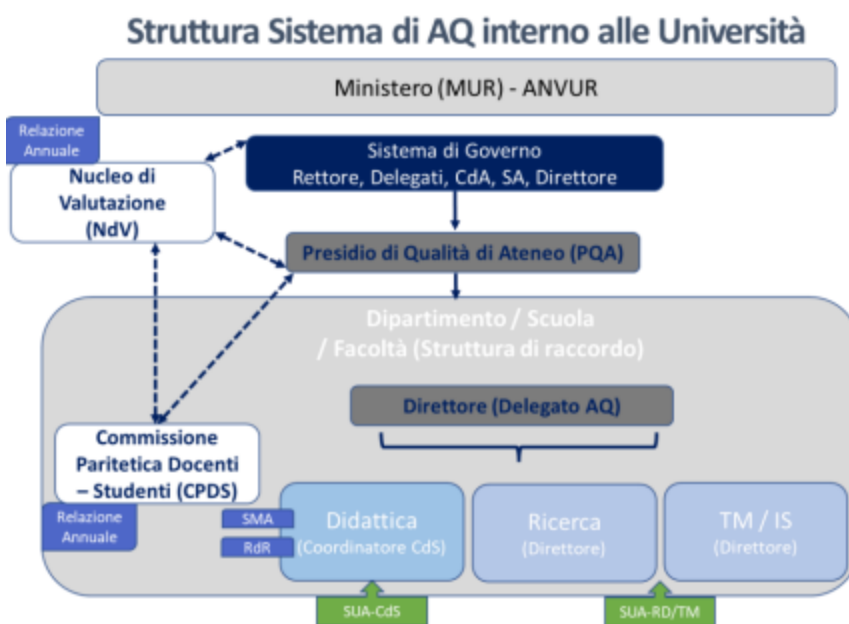 Struttura Sistema di AQ interno alle Università
Ministero (MUR) - ANVUR
Relazione
Annuale
Nucleo di
Valutazione
(NdV)
Sistema di Governo
Rettore, Delegati, CdA, SA, Direttore
Presidio di Qualità di Ateneo (PQA)
Dipartimento / Scuola
/ Facoltà (Struttura di raccordo)
Direttore (Delegato AQ)
Commissione
Paritetica Docenti
– Studenti (CPDS)
Relazione
Annuale
SMA
RdR
Didattica
(Coordinatore CdS)
Ricerca
(Direttore)
TM / IS
(Direttore)
SUA-CdS
SUA-RD/TM